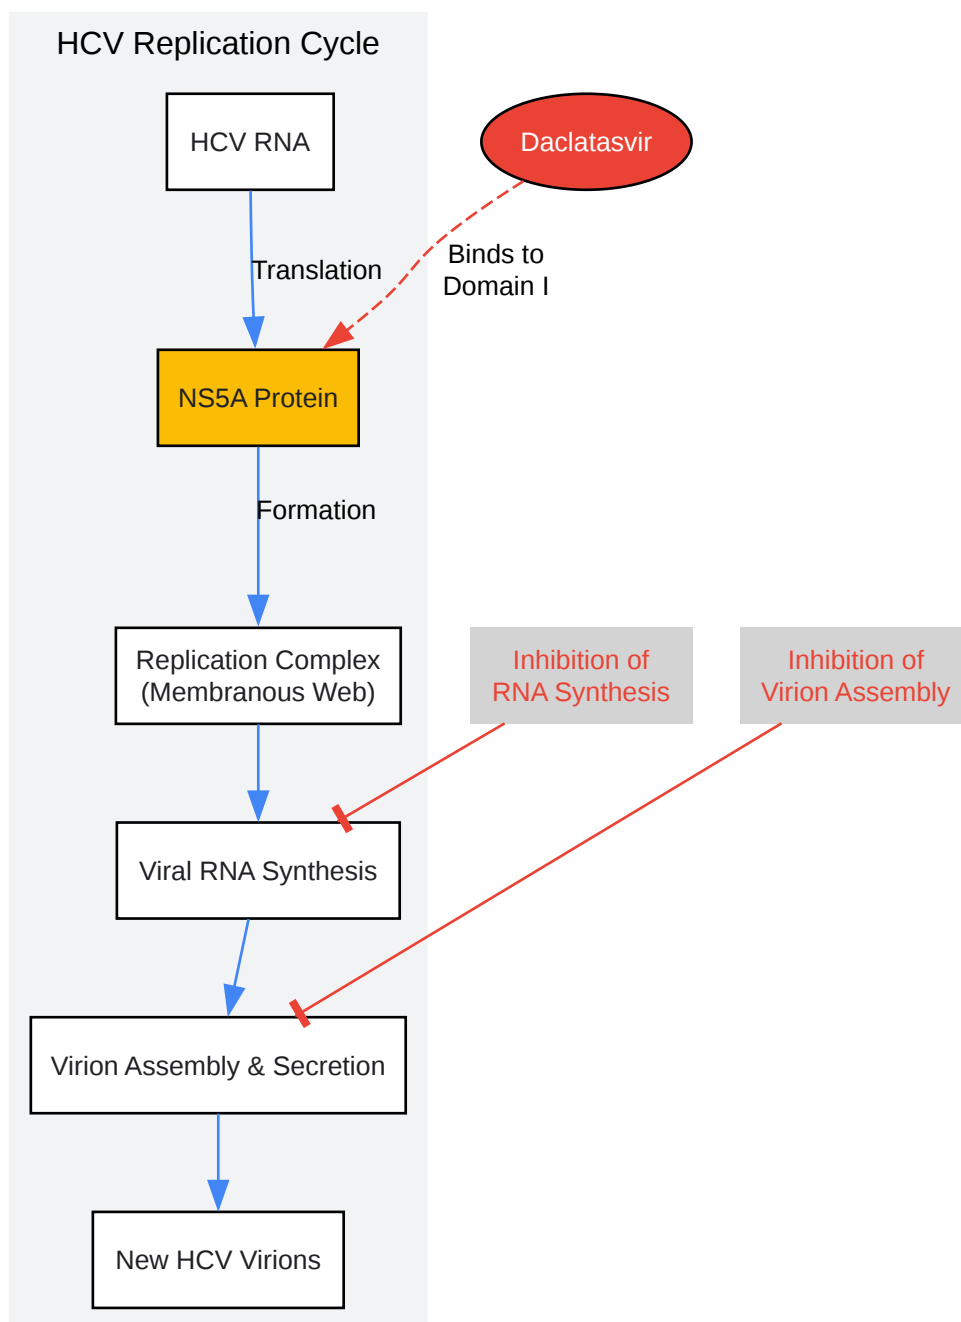 HCV Replication Cycle
HCV RNA
Daclatasvir
Translation
Binds to
Domain I
NS5A Protein
Formation
Replication Complex
(Membranous Web)
Inhibition of
RNA Synthesis
Inhibition of
Virion Assembly
Viral RNA Synthesis
Virion Assembly & Secretion
New HCV Virions